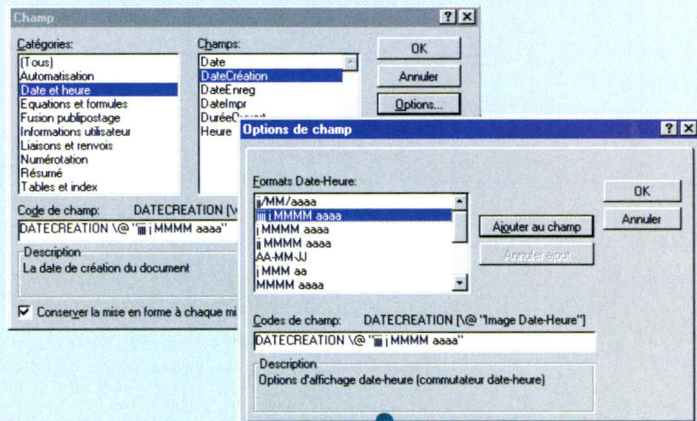 Champ
Catégories:
(Tous)
Automatisation
Date et heure
Equations et formules
Fusion publipostage
Informations utilisateur
Liaisons et renvois
Numérotation
Résumé
Tables et index
Champs:
Date
DateCréation
DateEnreg
DateImpr
DuréeOuvert
Heure
OK
Annuler
Options...
Code de champ: DATECREATION [\
DATECREATION \@ "jjjj j MMMM aaaa"
Description
La date de création du document
Conserver la mise en forme à chaque mi
Options de champ
Formats Date-Heure:
jj/MM/aaaa
jjjj j MMMM aaaa
j MMMM aaaa
jj MMMM aaaa
AA-MM-JJ
j MMM aa
MMMM aaaa
Ajouter au champ
Annuler ajout
OK
Annuler
Codes de champ: DATECREATION [\@ "Image Date-Heure"]
DATECREATION \@ "jjjj j MMMM aaaa"
Description
Options d'affichage date-heure (commutateur date-heure)